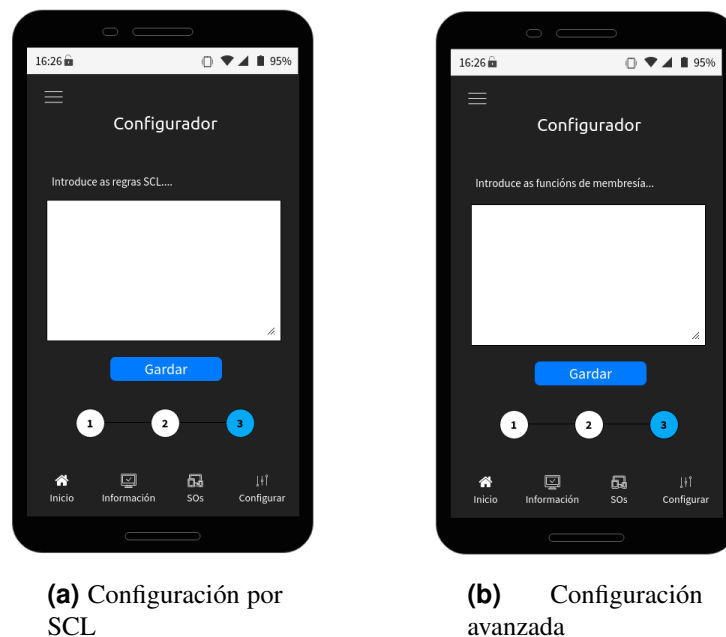 16:26 95%
Configurador
Introduce as regras SCL....
Gardar
1 2 3
Inicio Información SOs Configurar
(a) Configuración por
SCL
16:26 95%
Configurador
Introduce as funcións de membresía...
Gardar
1 2 3
Inicio Información SOs Configurar
(b) Configuración
avanzada